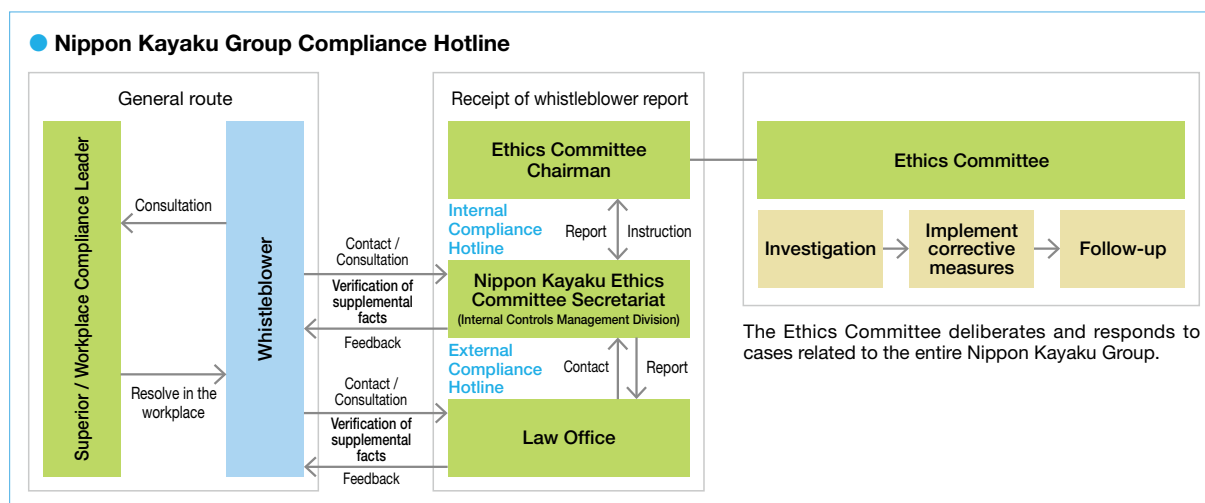 Nippon Kayaku Group Compliance Hotline
General route
Superior / Workplace Compliance Leader
Consultation
Resolve in the
workplace
Whistleblower
Contact /
Consultation
Verification of
supplemental
facts
Feedback
Contact /
Consultation
Verification of
supplemental
facts
Feedback
Receipt of whistleblower report
Ethics Committee
Chairman
Internal
Compliance
Hotline
Report
Instruction
Nippon Kayaku Ethics
Committee Secretariat
(Internal Controls Management Division)
External
Compliance
Hotline
Contact
Report
Law Office
Ethics Committee
Investigation
Implement
corrective
measures
Follow-up
The Ethics Committee deliberates and responds to
cases related to the entire Nippon Kayaku Group.